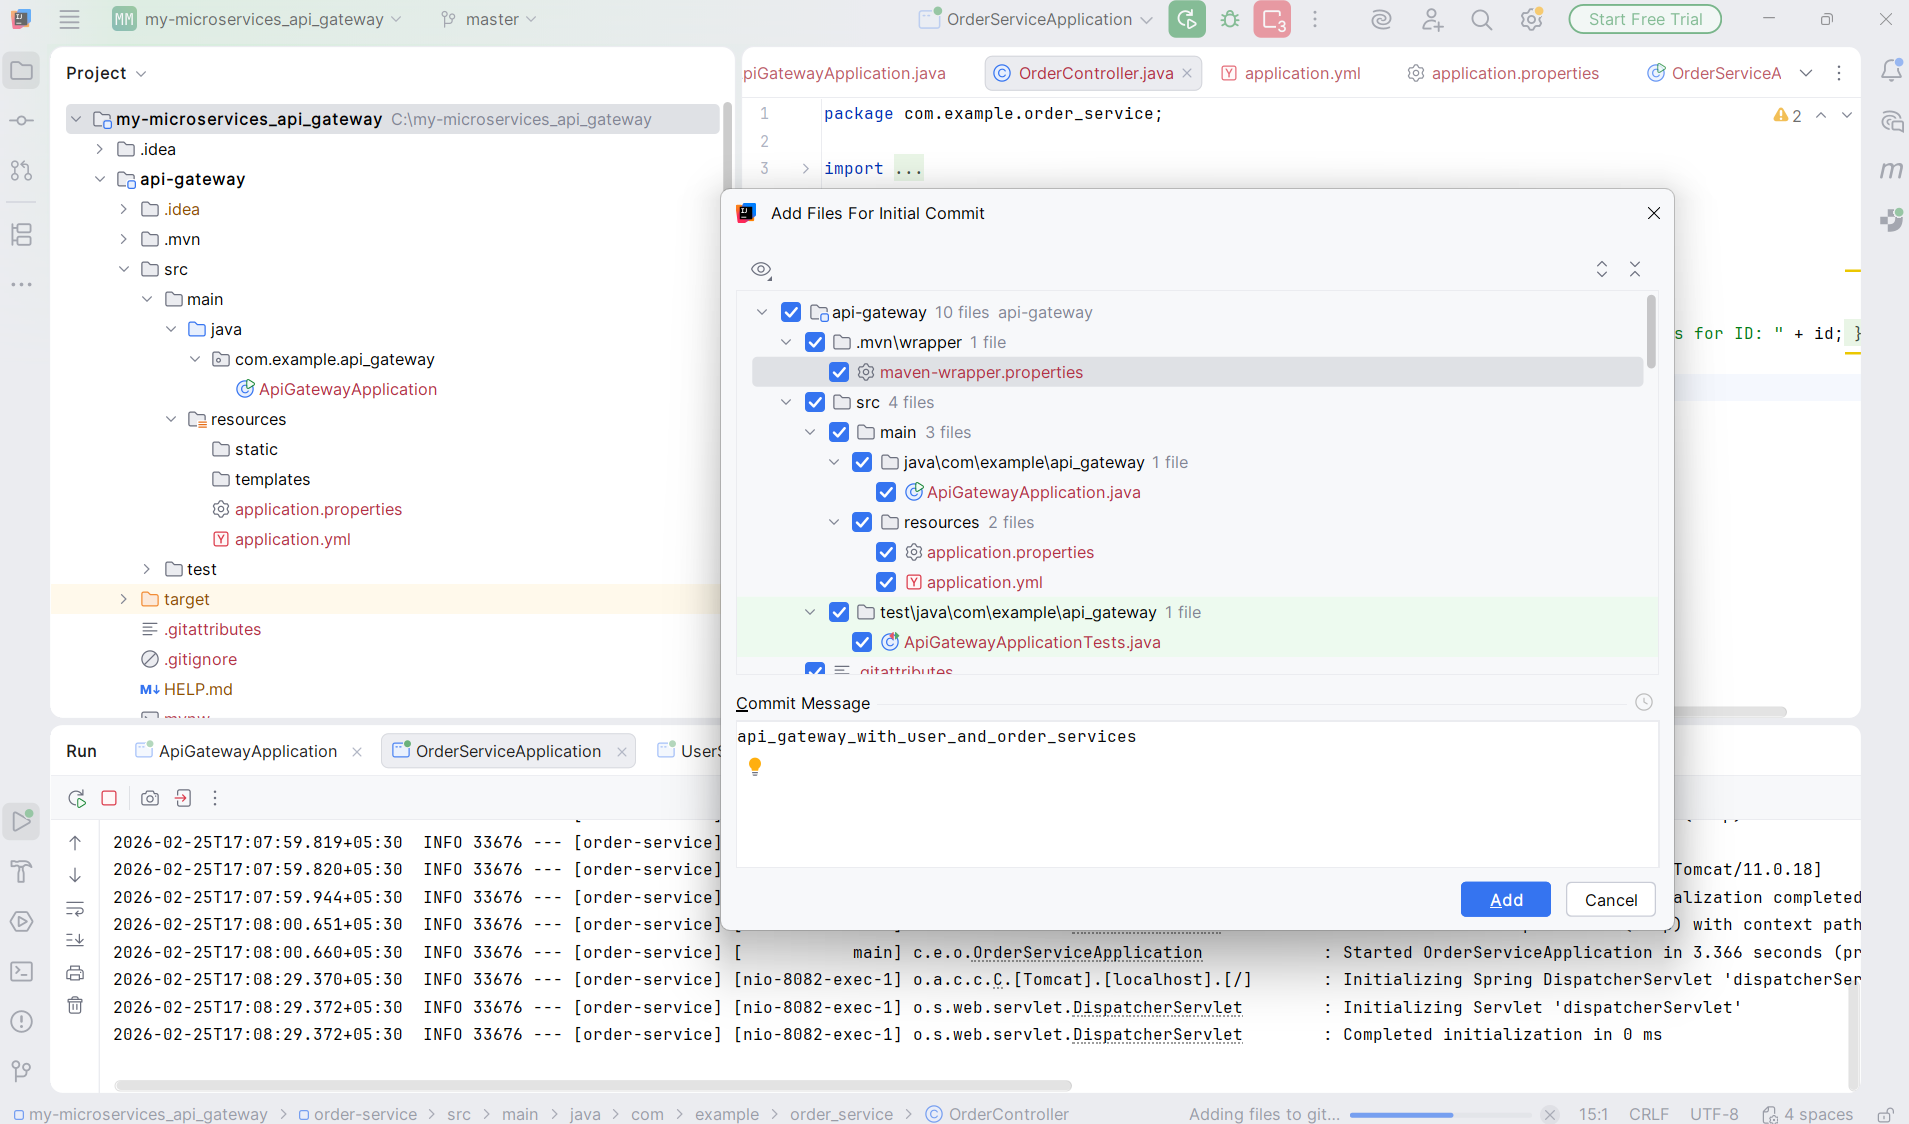 MM my-microservices_api_gateway master OrderServiceApplication 3 Start Free Trial
Project
my-microservices_api_gateway C:\my-microservices_api_gateway
.idea
api-gateway
.idea
.mvn
src
main
java
com.example.api_gateway
ApiGatewayApplication
resources
static
templates
application.properties
application.yml
test
target
.gitattributes
.gitignore
HELP.md
piGatewayApplication.java OrderController.java application.yml application.properties OrderServiceA
1 package com.example.order_service;
2
3 import ...
2
s for ID: " + id; }
Add Files For Initial Commit
api-gateway 10 files api-gateway
.mvn\wrapper 1 file
maven-wrapper.properties
src 4 files
main 3 files
java\com\example\api_gateway 1 file
ApiGatewayApplication.java
resources 2 files
application.properties
application.yml
test\java\com\example\api_gateway 1 file
ApiGatewayApplicationTests.java
.gitattributes
Commit Message
api_gateway_with_user_and_order_services
Add Cancel
Run ApiGatewayApplication OrderServiceApplication UserS
2026-02-25T17:07:59.819+05:30 INFO 33676 --- [order-service]
2026-02-25T17:07:59.820+05:30 INFO 33676 --- [order-service] Tomcat/11.0.18]
2026-02-25T17:07:59.944+05:30 INFO 33676 --- [order-service] alization completed
2026-02-25T17:08:00.651+05:30 INFO 33676 --- [order-service] ) with context path
2026-02-25T17:08:00.660+05:30 INFO 33676 --- [order-service] [ main] c.e.o.OrderServiceApplication : Started OrderServiceApplication in 3.366 seconds (pr
2026-02-25T17:08:29.370+05:30 INFO 33676 --- [order-service] [nio-8082-exec-1] o.a.c.c.C.[Tomcat].[localhost].[/] : Initializing Spring DispatcherServlet 'dispatcherSer
2026-02-25T17:08:29.372+05:30 INFO 33676 --- [order-service] [nio-8082-exec-1] o.s.web.servlet.DispatcherServlet : Initializing Servlet 'dispatcherServlet'
2026-02-25T17:08:29.372+05:30 INFO 33676 --- [order-service] [nio-8082-exec-1] o.s.web.servlet.DispatcherServlet : Completed initialization in 0 ms
my-microservices_api_gateway > order-service > src > main > java > com > example > order_service > OrderController Adding files to git... 15:1 CRLF UTF-8 4 spaces